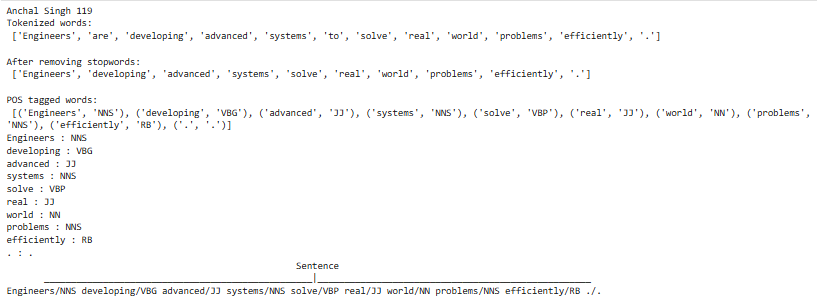 Anchal Singh 119
Tokenized words:
['Engineers', 'are', 'developing', 'advanced', 'systems', 'to', 'solve', 'real', 'world', 'problems', 'efficiently', '.']
After removing stopwords:
['Engineers', 'developing', 'advanced', 'systems', 'solve', 'real', 'world', 'problems', 'efficiently', '.']
POS tagged words:
[('Engineers', 'NNS'), ('developing', 'VBG'), ('advanced', 'JJ'), ('systems', 'NNS'), ('solve', 'VBP'), ('real', 'JJ'), ('world', 'NN'), ('problems',
'NNS'), ('efficiently', 'RB'), ('.', '.')]
Engineers : NNS
developing : VBG
advanced : JJ
systems : NNS
solve : VBP
real : JJ
world : NN
problems : NNS
efficiently : RB
. : .
Sentence
Engineers/NNS developing/VBG advanced/JJ systems/NNS solve/VBP real/JJ world/NN problems/NNS efficiently/RB ./.